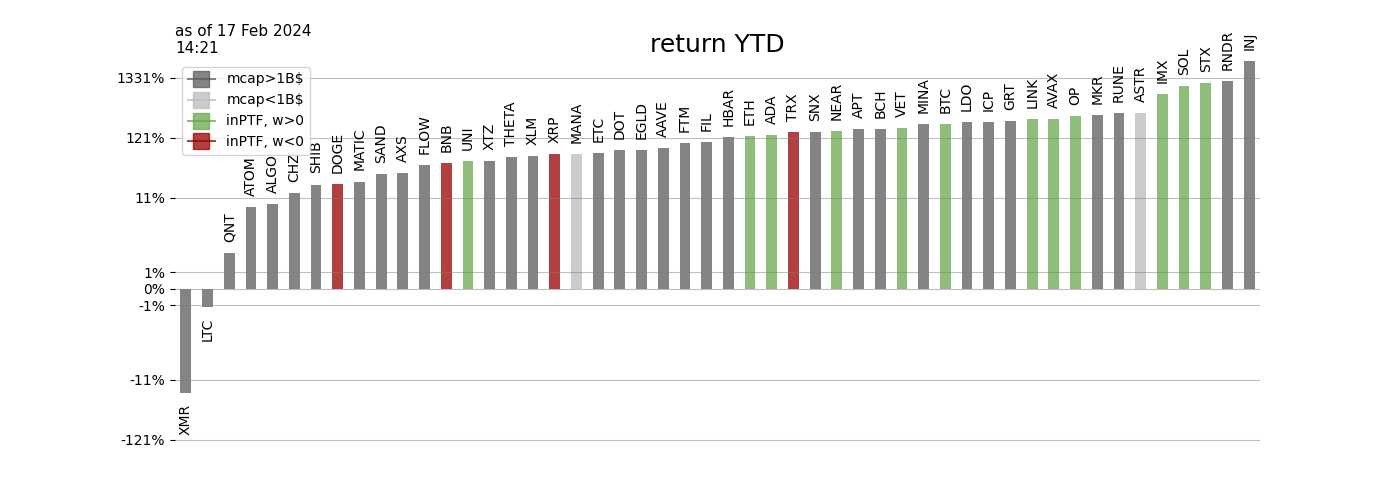 as of 17 Feb 2024
14:21
return YTD
mcap>1B$
mcap<1B$
inPTF, w>0
inPTF, w<0
1331%
121%
11%
1%
0%
-1%
-11%
-121%
XMR
LTC
QNT
ATOM
ALGO
CHZ
SHIB
DOGE
MATIC
SAND
AXS
FLOW
BNB
UNI
XTZ
THETA
XLM
XRP
MANA
ETC
DOT
EGLD
AAVE
FTM
FIL
HBAR
ETH
ADA
TRX
SNX
NEAR
APT
BCH
VET
MINA
BTC
LDO
ICP
GRT
LINK
AVAX
OP
MKR
RUNE
ASTR
IMX
SOL
STX
RNDR
INJ